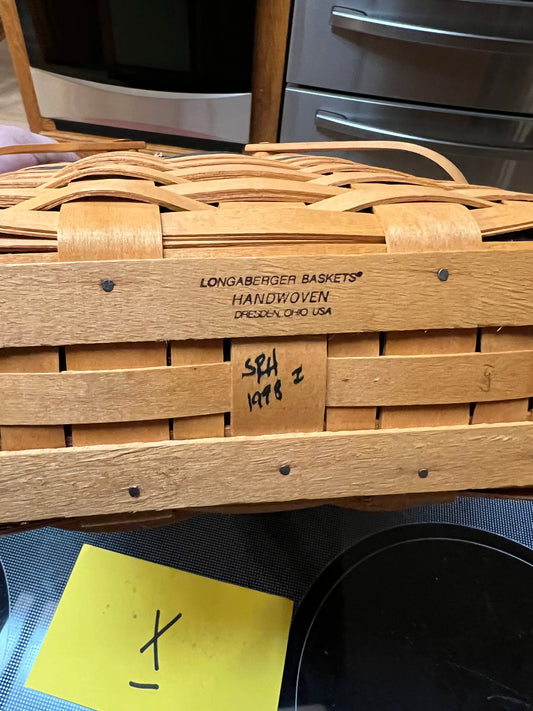 LONGABERGER BASKETS®
HANDWOVEN
DRESDEN, OHIO USA
SRH
1998 I
X